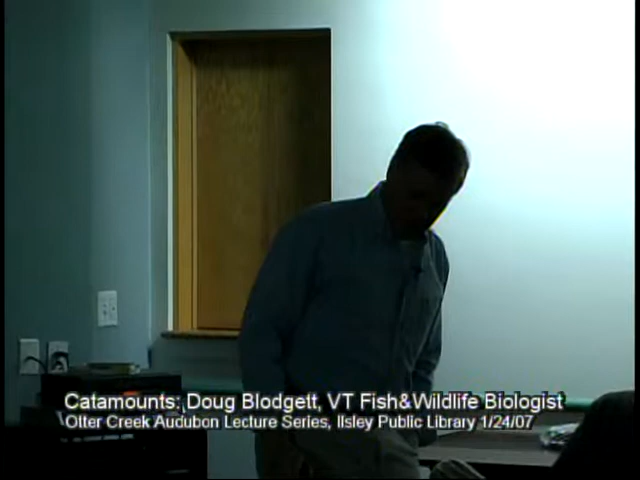 Catamounts: Doug Blodgett, VT Fish&Wildlife Biologist
Otter Creek Audubon Lecture Series, Ilsley Public Library 1/24/07